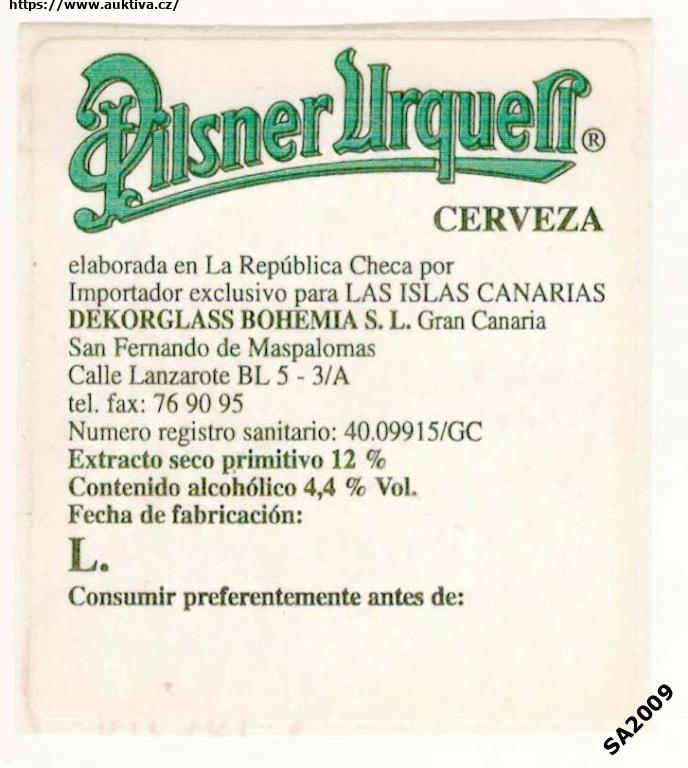 https://www.auktiva.cz/
Pilsner Urquell ®
CERVEZA
elaborada en La República Checa por
Importador exclusivo para LAS ISLAS CANARIAS
DEKORGLASS BOHEMIA S. L. Gran Canaria
San Fernando de Maspalomas
Calle Lanzarote BL 5 - 3/A
tel. fax: 76 90 95
Numero registro sanitario: 40.09915/GC
Extracto seco primitivo 12 %
Contenido alcohólico 4,4 % Vol.
Fecha de fabricación:
L.
Consumir preferentemente antes de:
SA2009